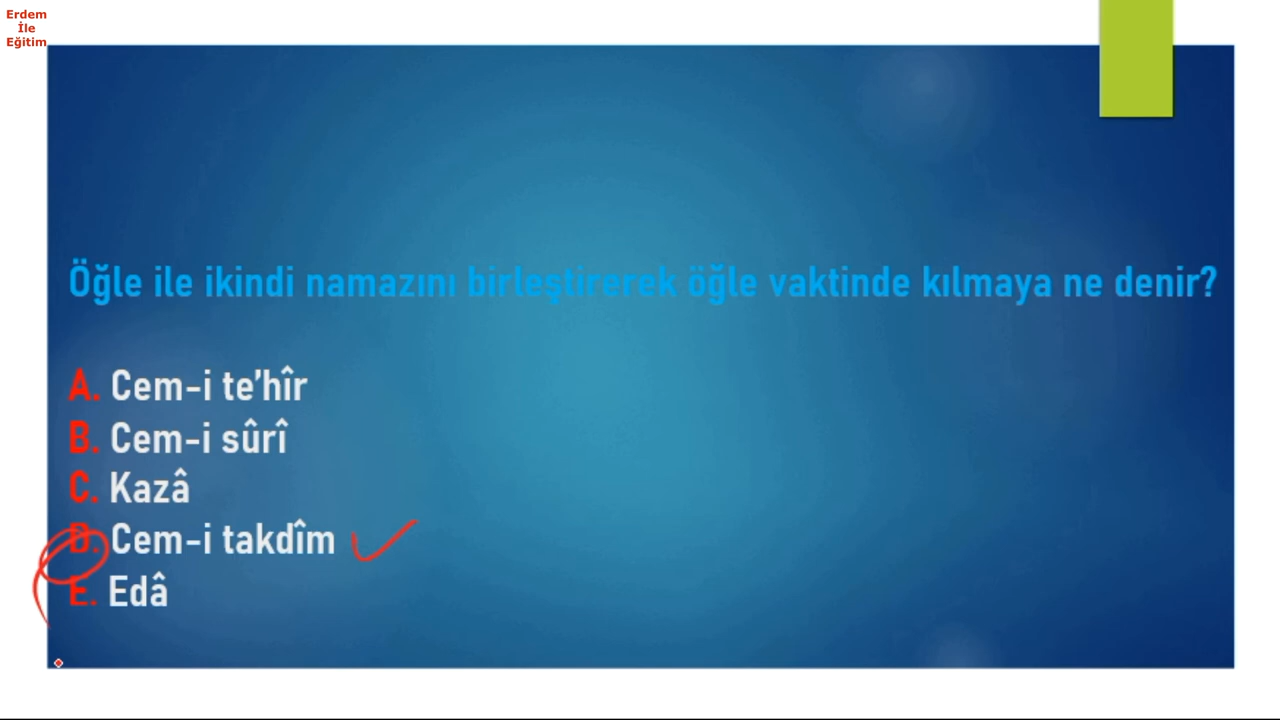 Erdem
İle
Eğitim
Öğle ile ikindi namazını birleştirerek öğle vaktinde kılmaya ne denir?
A. Cem-i te’hîr
B. Cem-i sûrî
C. Kazâ
D. Cem-i takdîm
E. Edâ